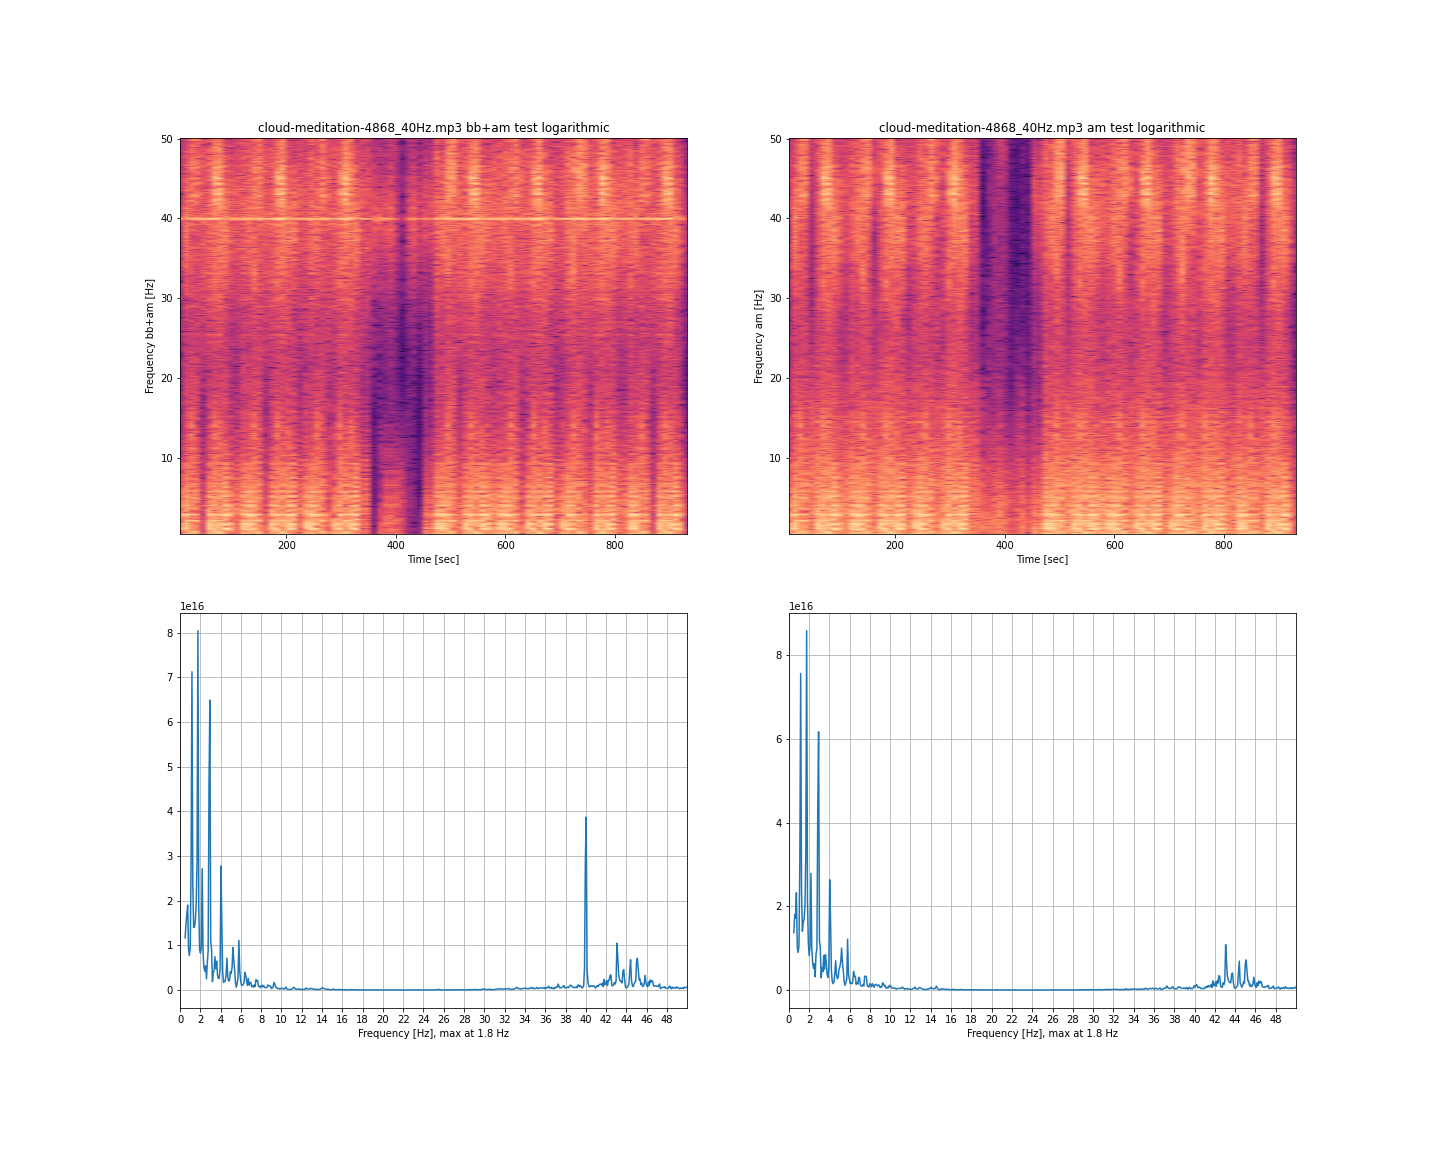 cloud-meditation-4868_40Hz.mp3 bb+am test logarithmic
50
40
30
20
10
Frequency bb+am [Hz]
200 400 600 800
Time [sec]
cloud-meditation-4868_40Hz.mp3 am test logarithmic
50
40
30
20
10
Frequency am [Hz]
200 400 600 800
Time [sec]
1e16
8
7
6
5
4
3
2
1
0
0 2 4 6 8 10 12 14 16 18 20 22 24 26 28 30 32 34 36 38 40 42 44 46 48
Frequency [Hz], max at 1.8 Hz
1e16
8
6
4
2
0
0 2 4 6 8 10 12 14 16 18 20 22 24 26 28 30 32 34 36 38 40 42 44 46 48
Frequency [Hz], max at 1.8 Hz